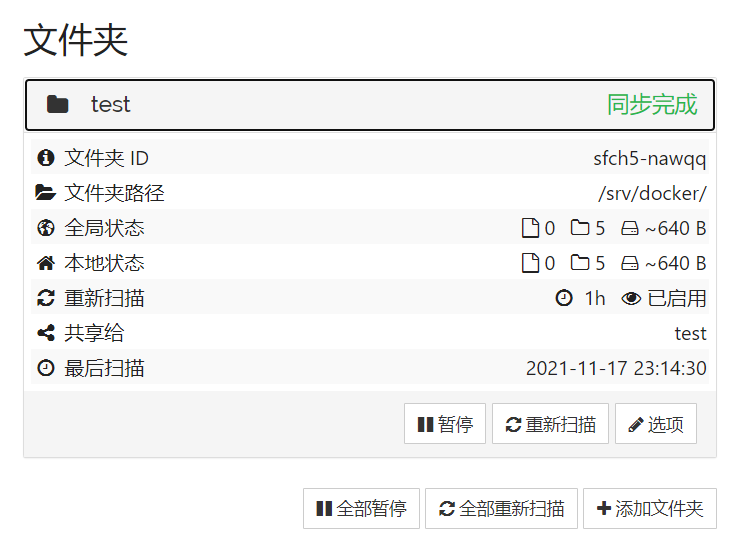 文件夹
test 同步完成
文件夹 ID sfch5-nawqq
文件夹路径 /srv/docker/
全局状态 0 5 ~640 B
本地状态 0 5 ~640 B
重新扫描 1h 已启用
共享给 test
最后扫描 2021-11-17 23:14:30
暂停 重新扫描 选项
全部暂停 全部重新扫描 添加文件夹